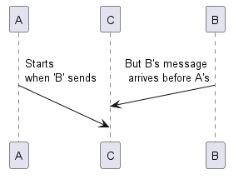 A C B
Starts
when 'B' sends
But B's message
arrives before A's
A C B